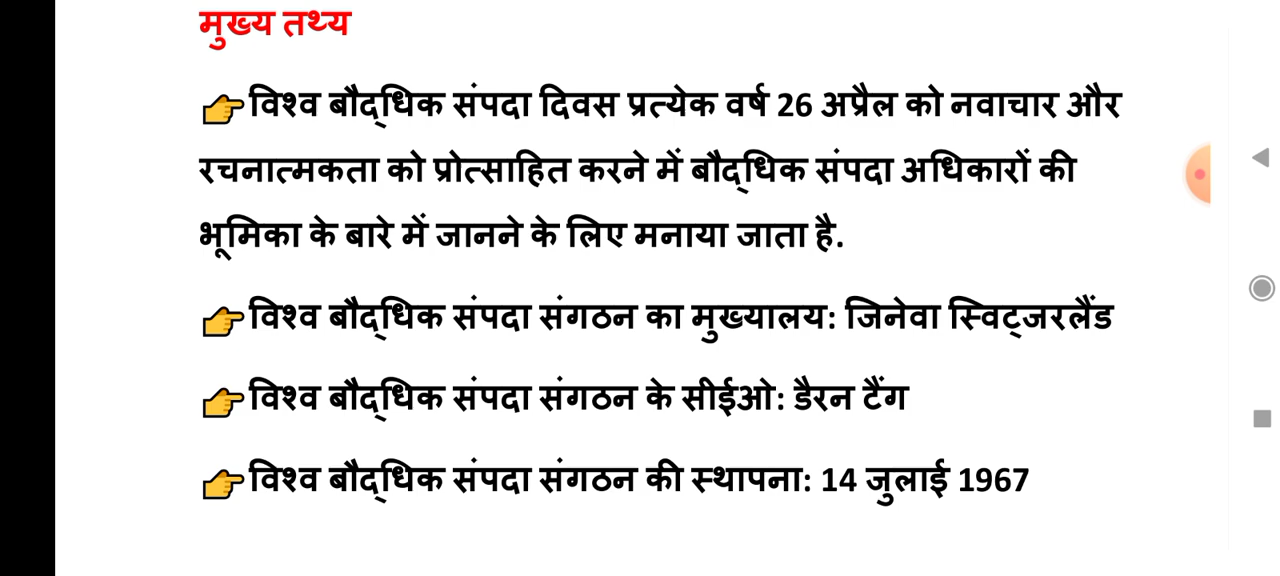 मुख्य तथ्य
👉विश्व बौद्धिक संपदा दिवस प्रत्येक वर्ष 26 अप्रैल को नवाचार और
रचनात्मकता को प्रोत्साहित करने में बौद्धिक संपदा अधिकारों की
भूमिका के बारे में जानने के लिए मनाया जाता है.
👉विश्व बौद्धिक संपदा संगठन का मुख्यालय: जिनेवा स्विट्जरलैंड
👉विश्व बौद्धिक संपदा संगठन के सीईओ: डैरन टैंग
👉विश्व बौद्धिक संपदा संगठन की स्थापना: 14 जुलाई 1967